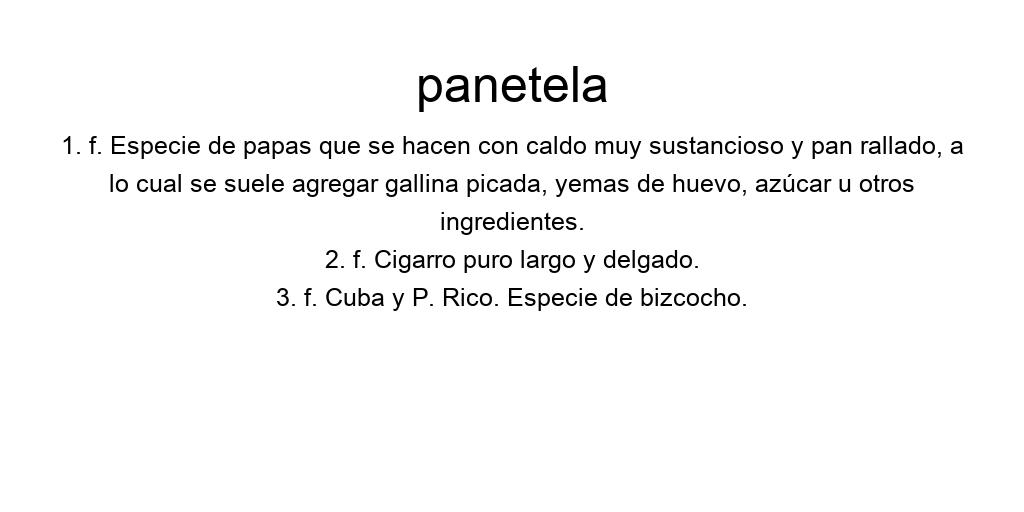 panetela
1. f. Especie de papas que se hacen con caldo muy sustancioso y pan rallado, a
lo cual se suele agregar gallina picada, yemas de huevo, azúcar u otros
ingredientes.
2. f. Cigarro puro largo y delgado.
3. f. Cuba y P. Rico. Especie de bizcocho.